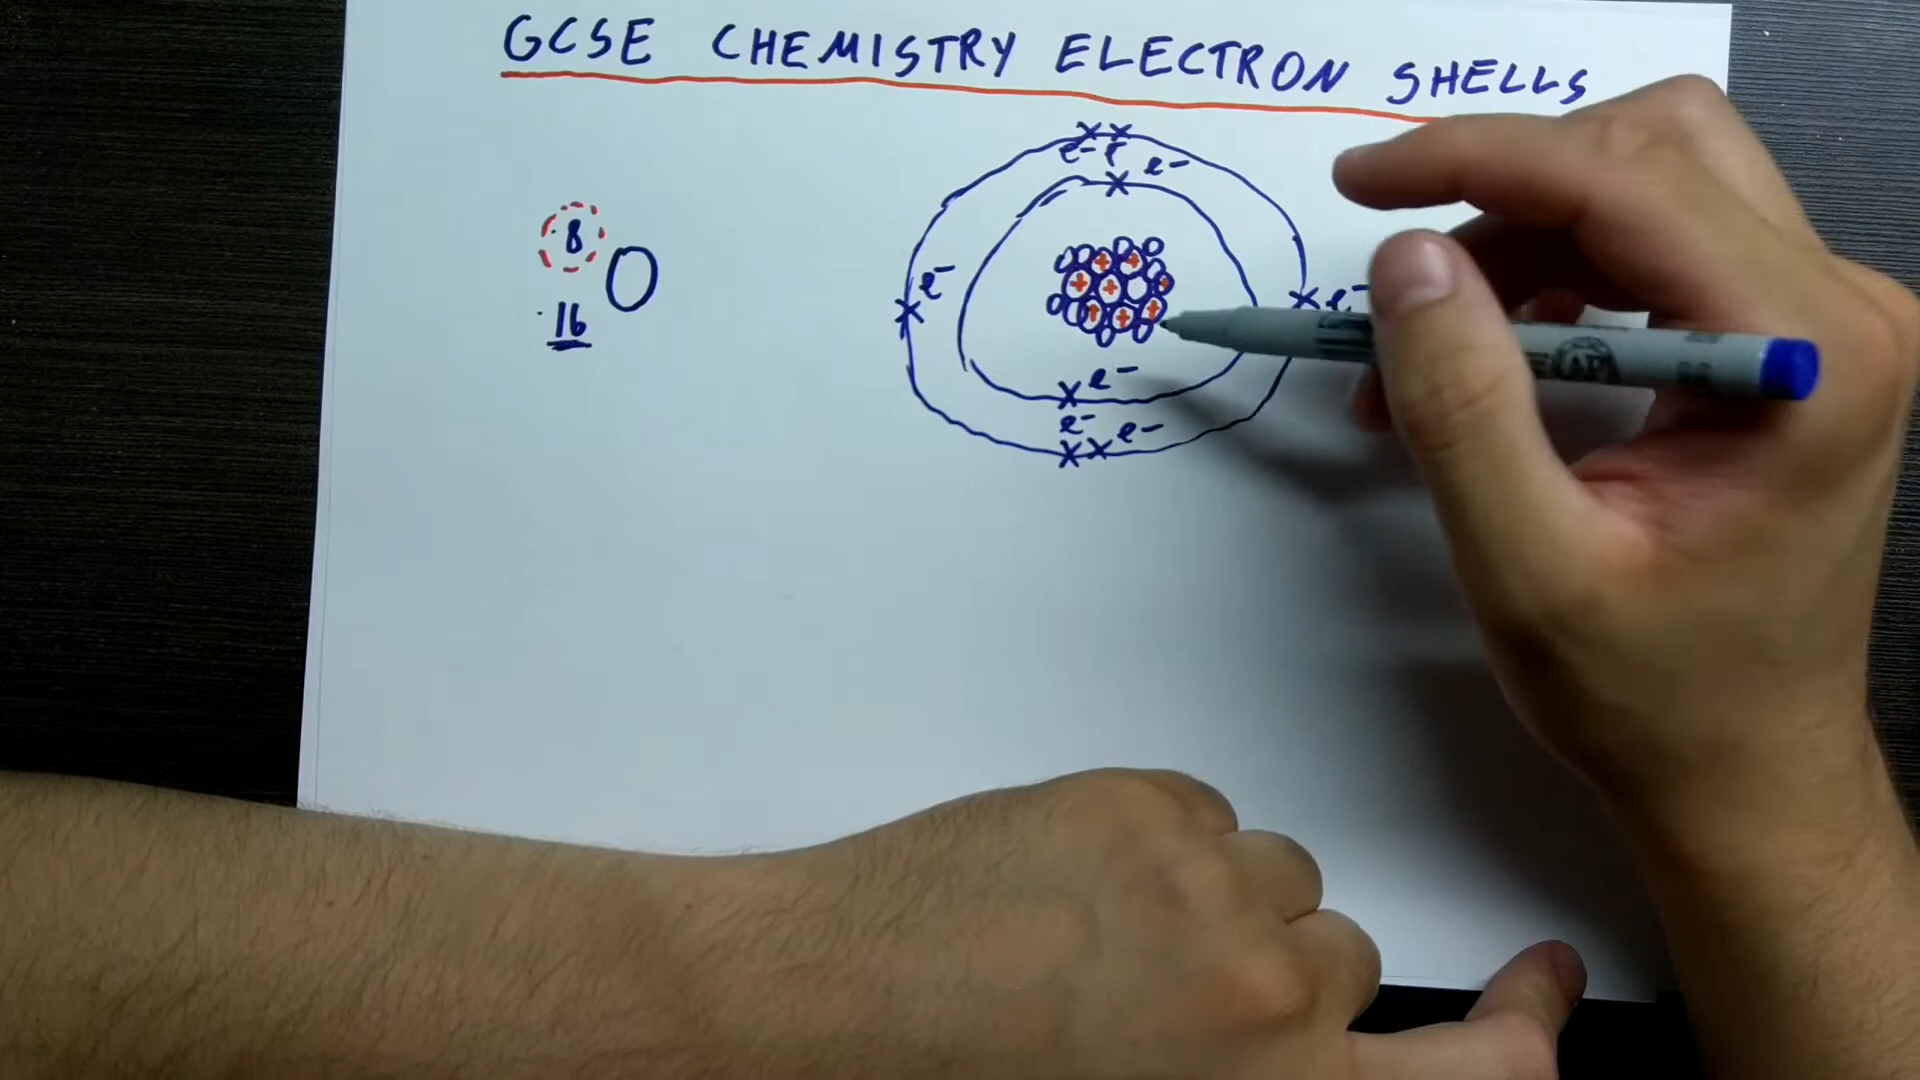 GCSE CHEMISTRY ELECTRON SHELLS
e- e- e-
8
O
16
e-
e-
e-
e- e-
+ + + + + + +